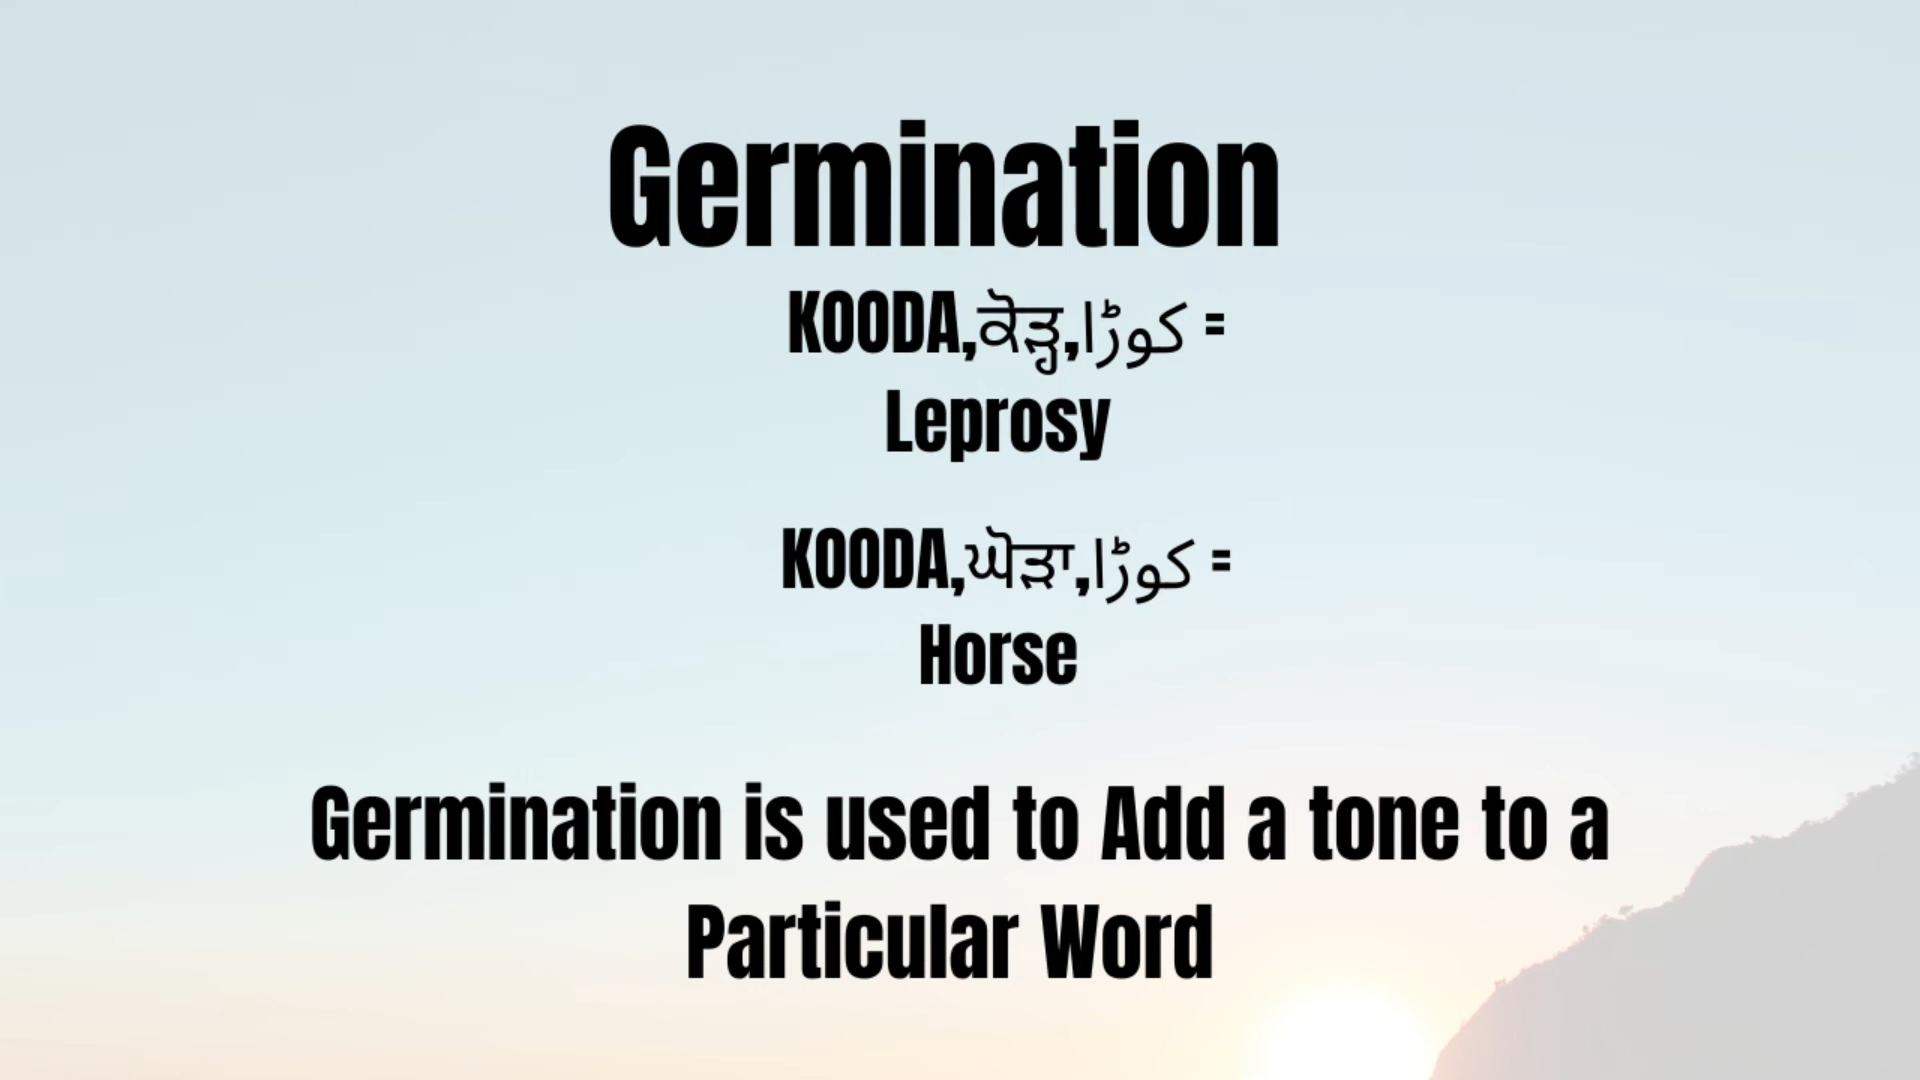 Germination
KOODA,ਕੋੜ੍ਹ,کوڑا =
Leprosy
KOODA,ਘੋੜਾ,کوڑا =
Horse
Germination is used to Add a tone to a
Particular Word